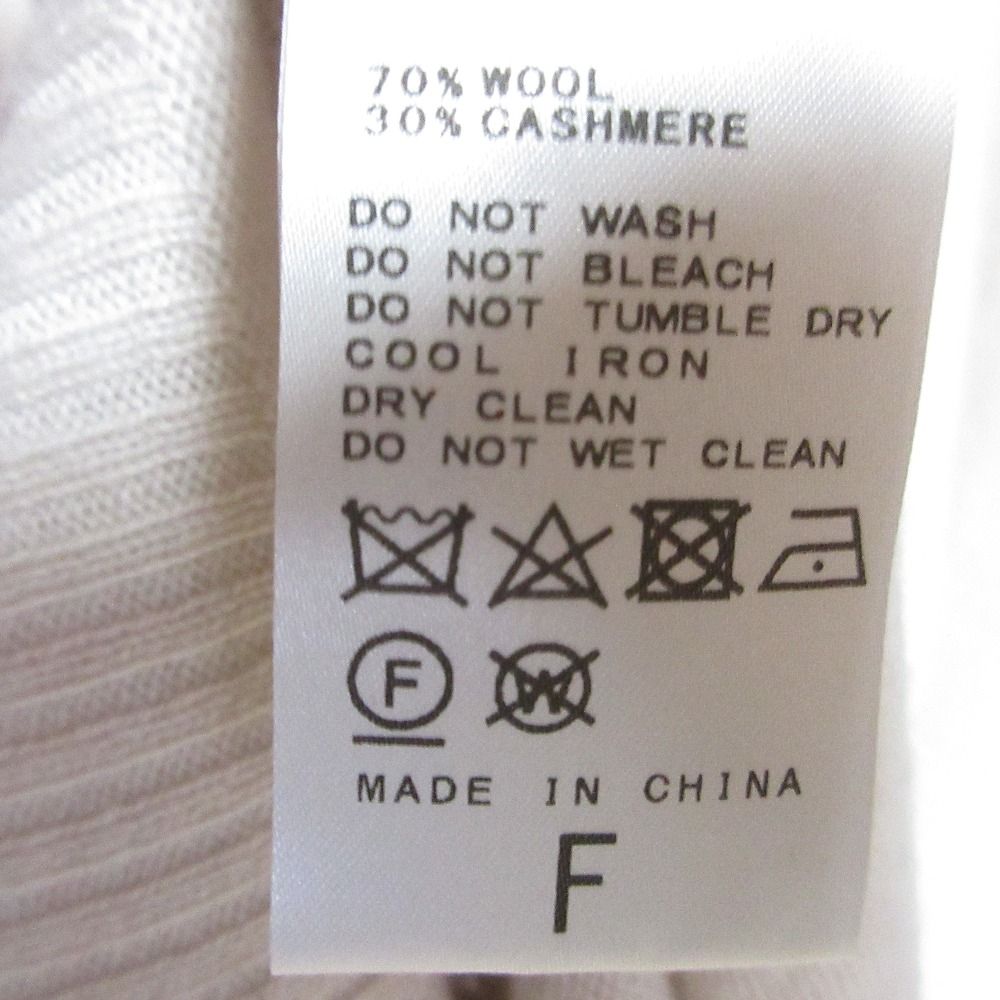 70% WOOL
30% CASHMERE
DO NOT WASH
DO NOT BLEACH
DO NOT TUMBLE DRY
COOL IRON
DRY CLEAN
DO NOT WET CLEAN
F W
MADE IN CHINA
F